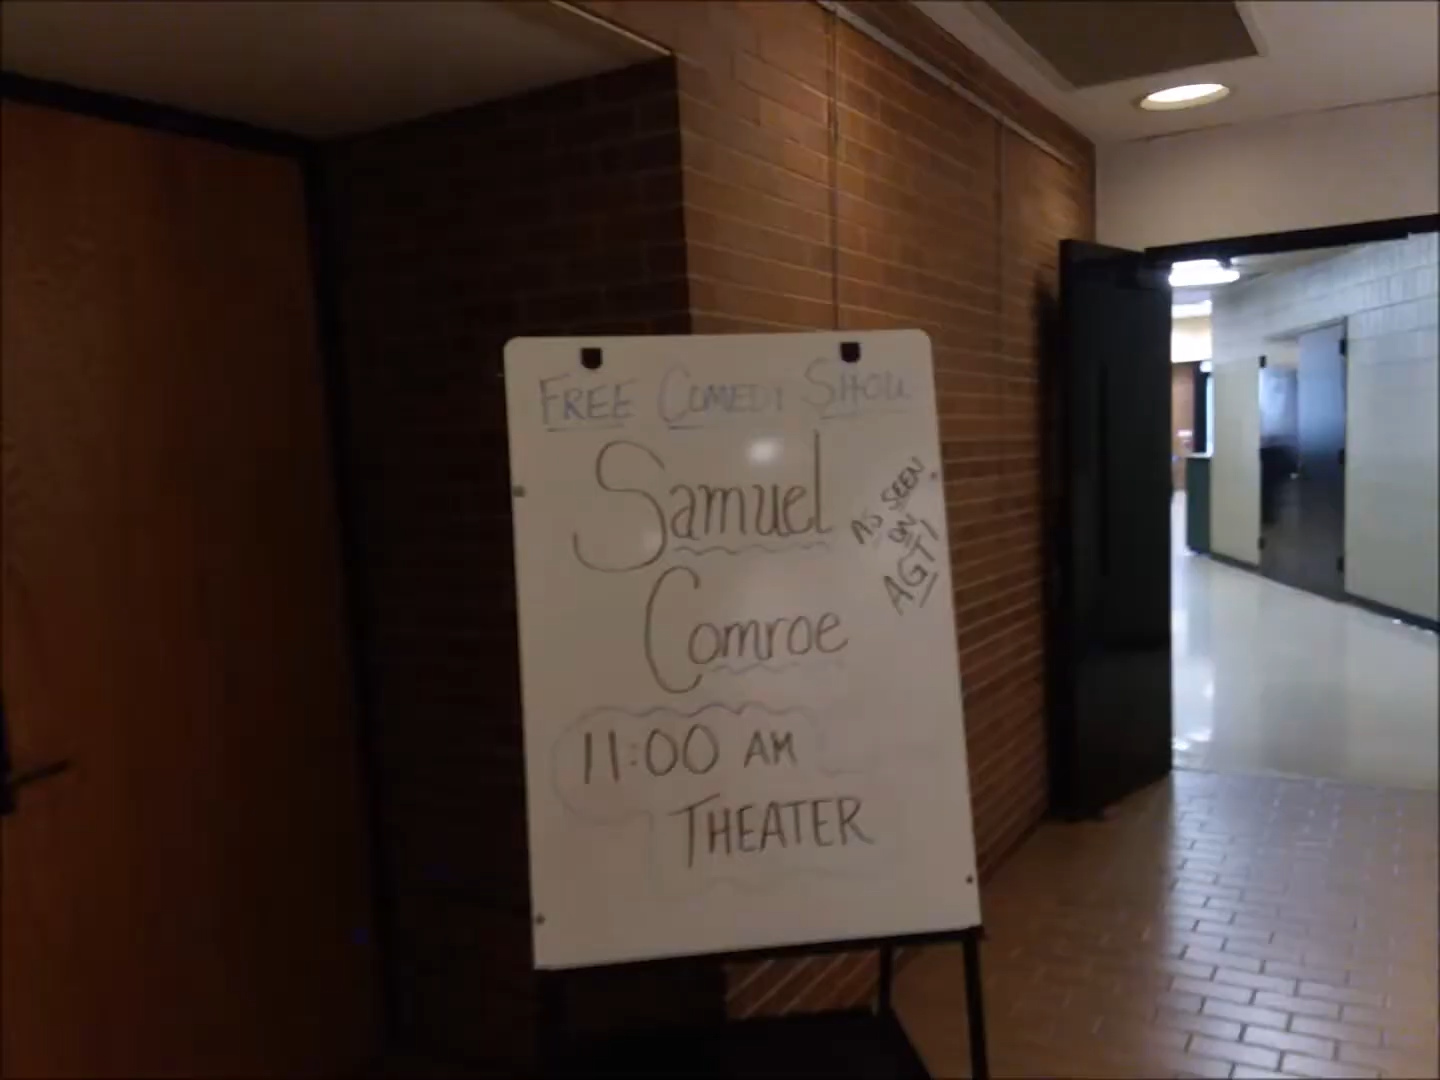 FREE COMEDY SHOW
Samuel
Comroe
AS SEEN
ON
AGT!
11:00 AM
THEATER